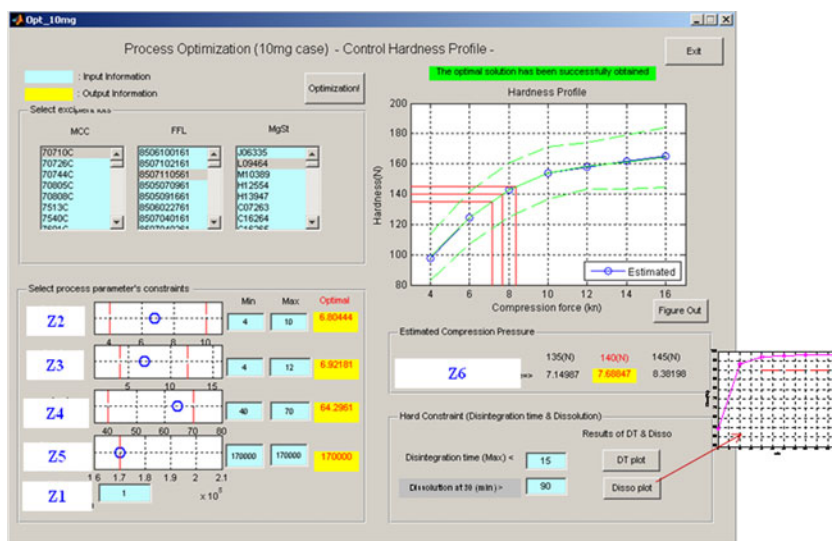 Opt_10mg
Process Optimization (10mg case) - Control Hardness Profile -
Exit
: Input Information
: Output Information
Optimization!
The optimal solution has been successfully obtained
Select excipient lots
MCC
FFL
MgSt
70710C
70726C
70744C
70805C
70808C
7513C
7540C
8506100161
8507102161
8507110561
8505070961
8505091661
8506022761
8507040161
J06335
L09464
M10389
H12554
H13947
C07263
C16264
Hardness Profile
Hardness(N)
200
180
160
140
120
100
80
4 6 8 10 12 14 16
Estimated
Compression force (kn)
Figure Out
Select process parameter's constraints
Min Max Optimal
Z2
4 10 6.80444
4 6 8 10
Z3
4 12 6.92181
5 10 15
Z4
40 70 64.2961
40 50 60 70 80
Z5
170000 170000 170000
1.6 1.7 1.8 1.9 2 2.1
x 10
Z1
1
Estimated Compression Pressure
135(N) 140(N) 145(N)
Z6 ==> 7.14987 7.68847 8.38198
Hard Constraint (Disintegration time & Dissolution)
Results of DT & Disso
Disintegration time (Max) < 15 DT plot
Dissolution at 30 (min) > 90 Disso plot